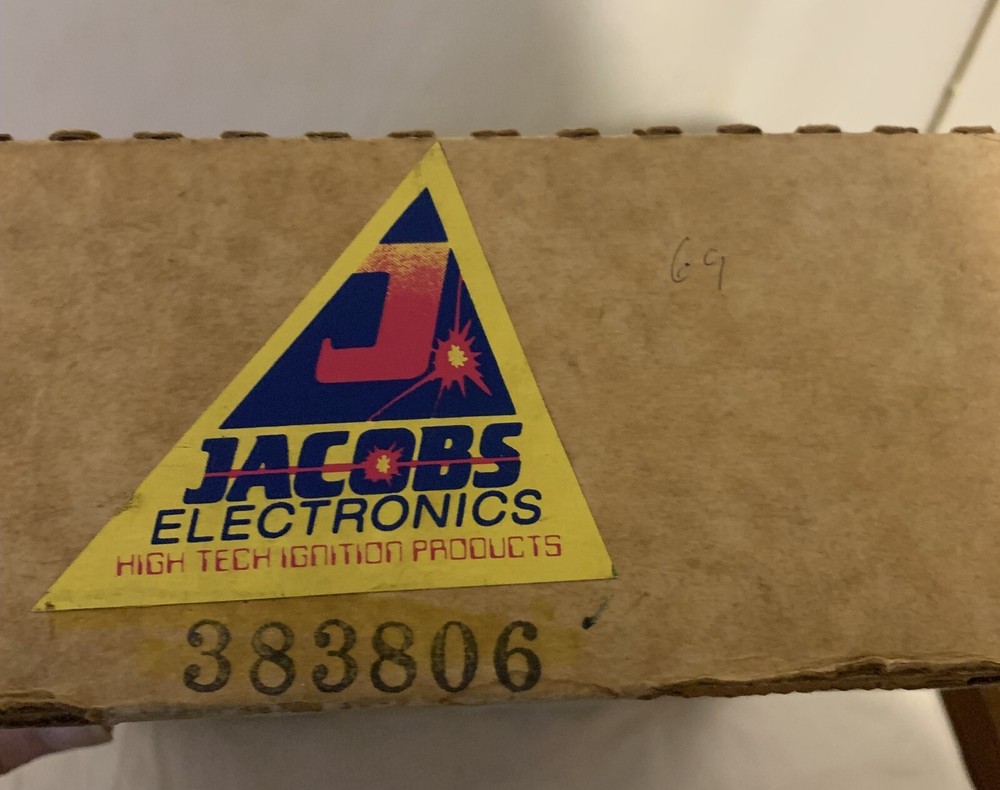 J
JACOBS
ELECTRONICS
HIGH TECH IGNITION PRODUCTS
383806
69